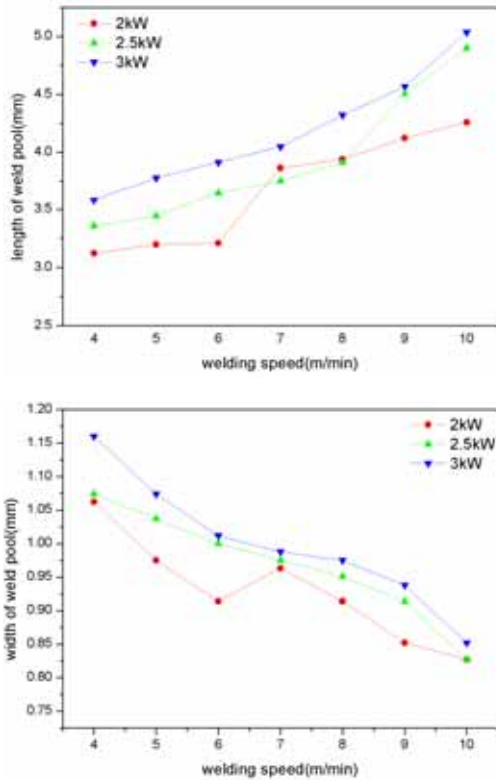 2kW
2.5kW
3kW
5.0
4.5
4.0
3.5
3.0
2.5
length of weld pool(mm)
4 5 6 7 8 9 10
welding speed(m/min)
1.20
1.15
1.10
1.05
1.00
0.95
0.90
0.85
0.80
0.75
width of weld pool(mm)
2kW
2.5kW
3kW
4 5 6 7 8 9 10
welding speed(m/min)